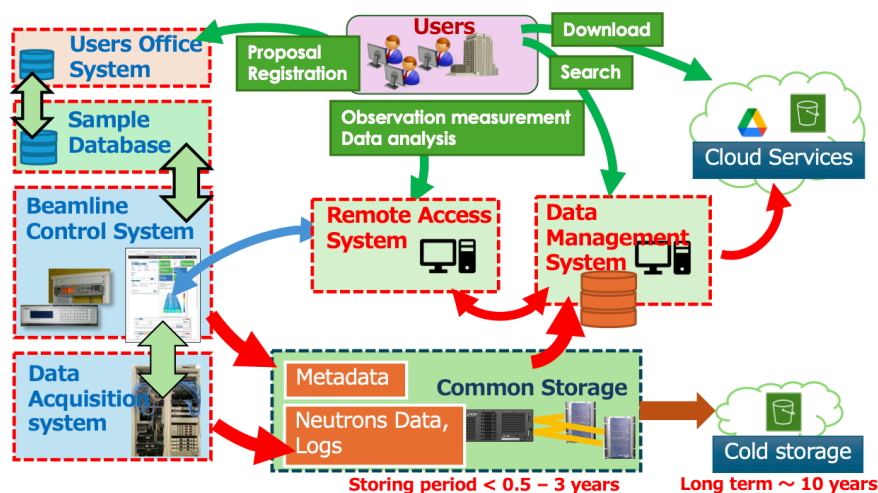 Users Office
System
Sample
Database
Beamline
Control System
Data
Acquisition
system
Users
Proposal
Registration
Download
Search
Observation measurement
Data analysis
Cloud Services
Remote Access
System
Data
Management
System
Metadata
Neutrons Data,
Logs
Common Storage
Cold storage
Storing period < 0.5 – 3 years
Long term ～ 10 years